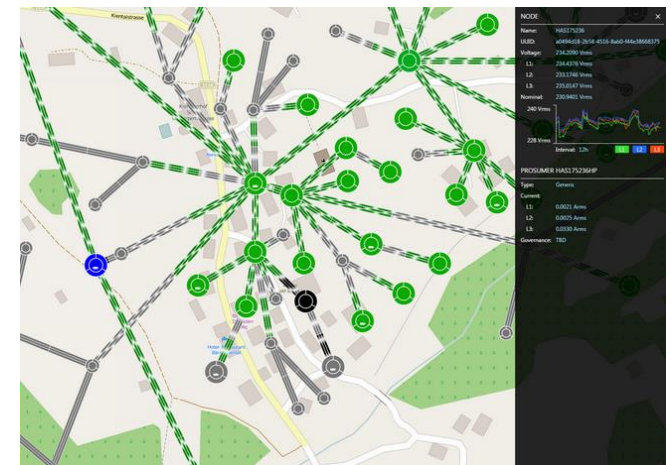 Kientalstrasse
NODE ×
Name: HAS175236
Voltage: 234.2090 Vrms
L1: 234.4376 Vrms
L2: 233.1746 Vrms
L3: 235.0147 Vrms
Nominal: 230.9401 Vrms
240 Vrms
228 Vrms
Interval: 12h L1 L2 L3
PROSUMER HAS175236HP
Type: Generic
Current:
L1: 0.0021 Arms
L2: 0.0025 Arms
L3: 0.0330 Arms
Governance: TBD